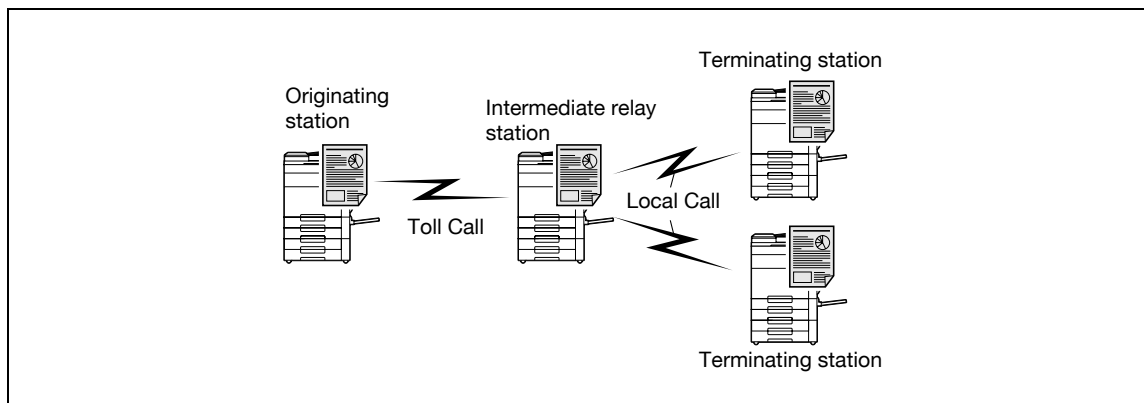 Terminating station
Originating
station
Intermediate relay
station
Toll Call
Local Call
Terminating station